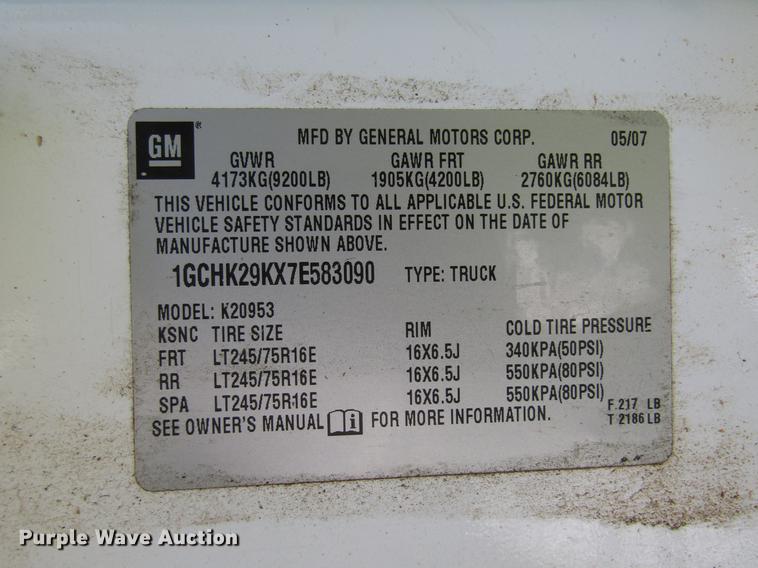 GM
MFD BY GENERAL MOTORS CORP. 05/07
GVWR GAWR FRT GAWR RR
4173KG(9200LB) 1905KG(4200LB) 2760KG(6084LB)
THIS VEHICLE CONFORMS TO ALL APPLICABLE U.S. FEDERAL MOTOR
VEHICLE SAFETY STANDARDS IN EFFECT ON THE DATE OF
MANUFACTURE SHOWN ABOVE.
1GCHK29KX7E583090 TYPE: TRUCK
MODEL: K20953
KSNC TIRE SIZE RIM COLD TIRE PRESSURE
FRT LT245/75R16E 16X6.5J 340KPA(50PSI)
RR LT245/75R16E 16X6.5J 550KPA(80PSI)
SPA LT245/75R16E 16X6.5J 550KPA(80PSI)
F 217 LB
T 2186 LB
SEE OWNER'S MANUAL i FOR MORE INFORMATION.
Purple Wave Auction